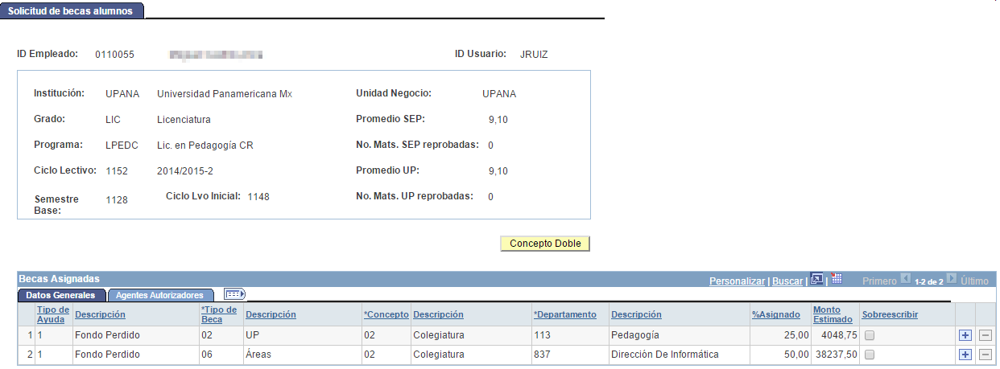 Solicitud de becas alumnos
ID Empleado: 0110055 ID Usuario: JRUIZ
Institución: UPANA Universidad Panamericana Mx Unidad Negocio: UPANA
Grado: LIC Licenciatura Promedio SEP: 9,10
Programa: LPEDC Lic. en Pedagogía CR No. Mats. SEP reprobadas: 0
Ciclo Lectivo: 1152 2014/2015-2 Promedio UP: 9,10
Semestre Base: 1128 Ciclo Lvo Inicial: 1148 No. Mats. UP reprobadas: 0
Concepto Doble
Becas Asignadas Personalizar | Buscar | | Primero 1-2 de 2 Último
Datos Generales Agentes Autorizadores
Tipo de Ayuda Descripción *Tipo de Beca Descripción *Concepto Descripción *Departamento Descripción %Asignado Monto Estimado Sobreescribir
1 1 Fondo Perdido 02 UP 02 Colegiatura 113 Pedagogía 25,00 4048,75
2 1 Fondo Perdido 06 Áreas 02 Colegiatura 837 Dirección De Informática 50,00 38237,50